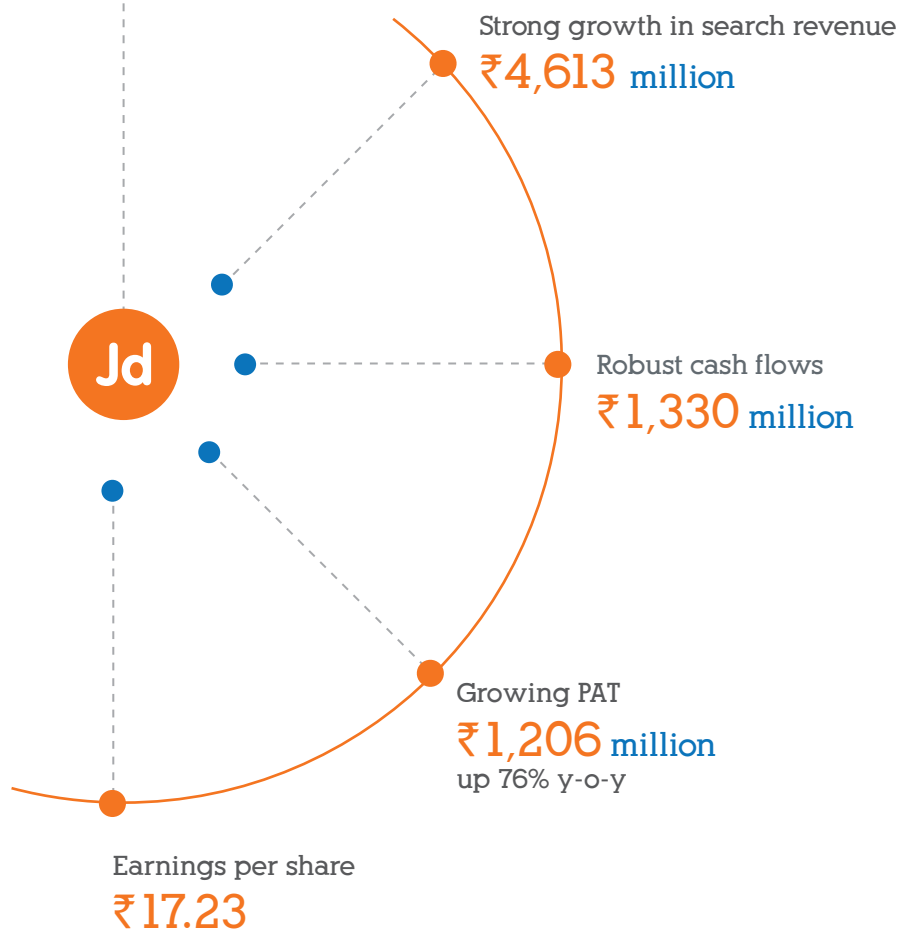 Strong growth in search revenue
₹4,613 million
Jd
Robust cash flows
₹1,330 million
Growing PAT
₹1,206 million
up 76% y-o-y
Earnings per share
₹17.23